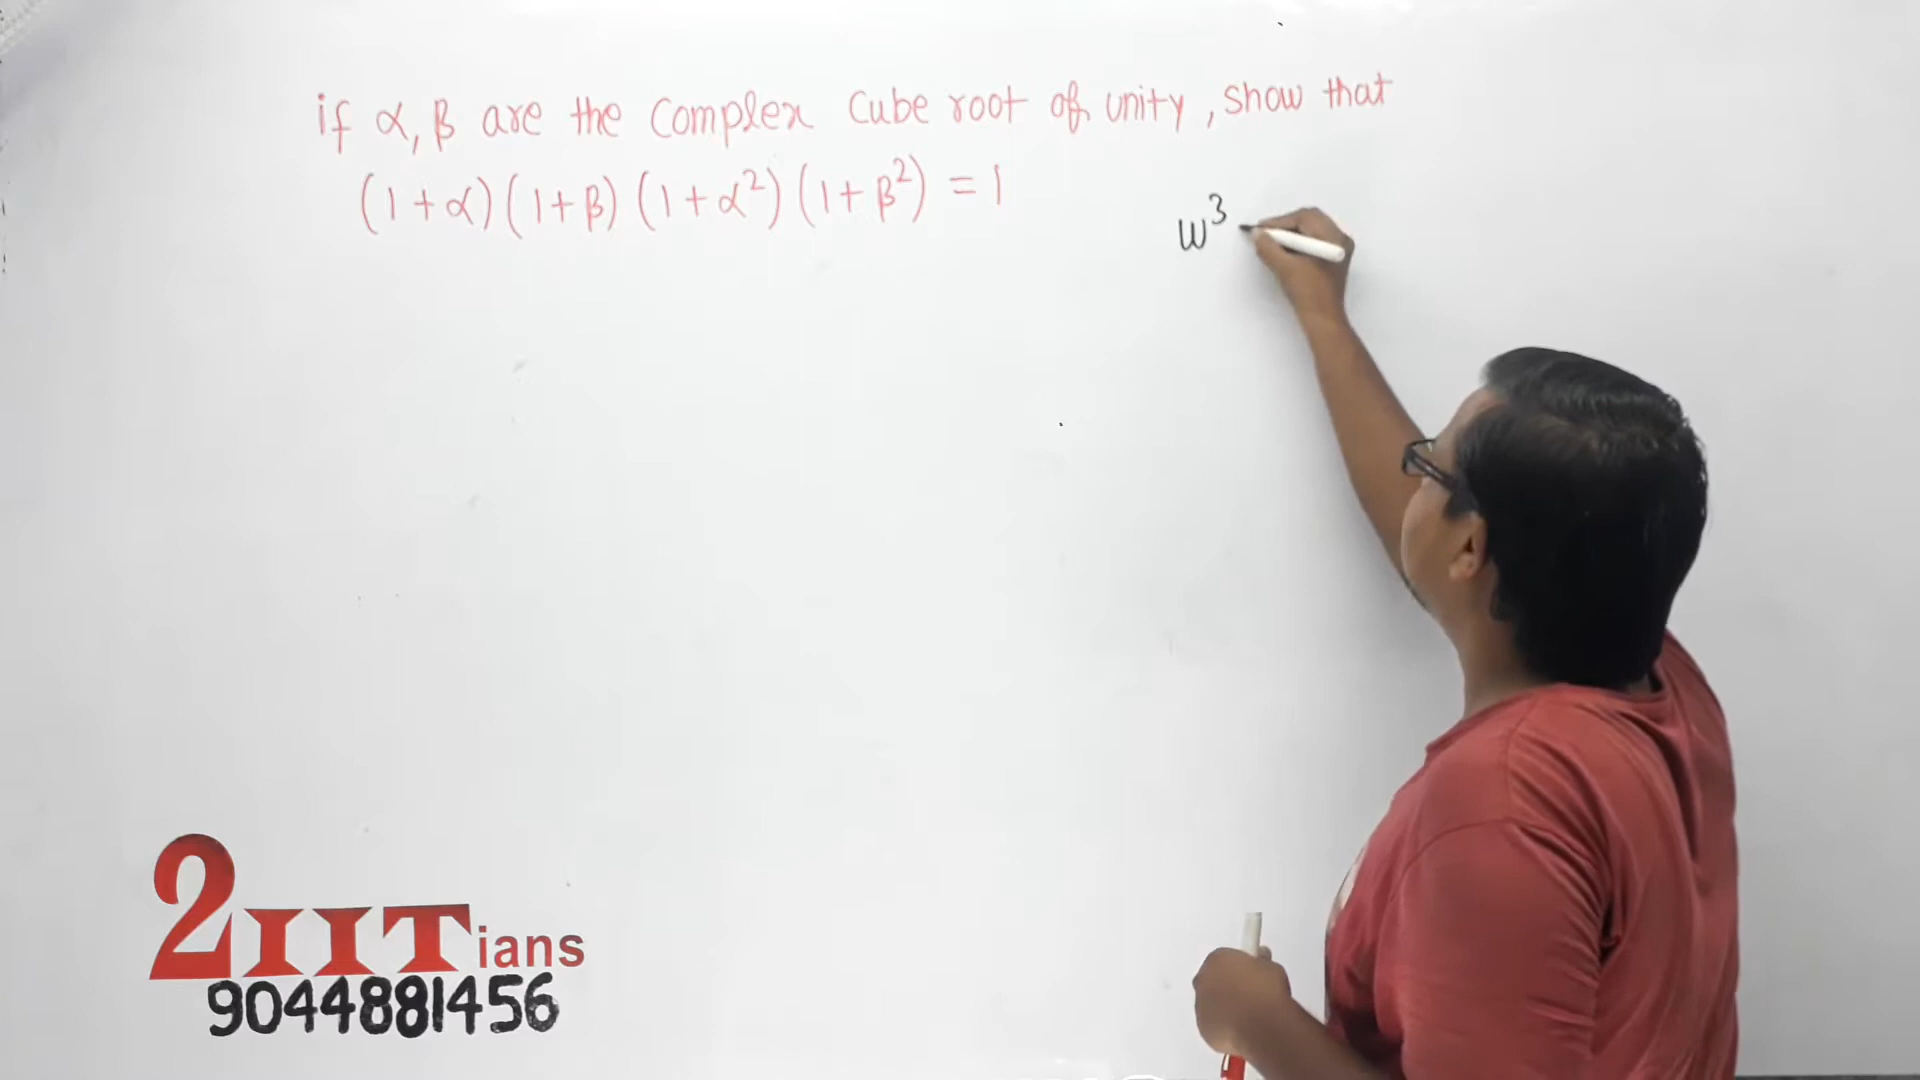 if α, β are the complex cube root of unity, show that
(1+α)(1+β)(1+α²)(1+β²) = 1
w³
2IITians
9044881456